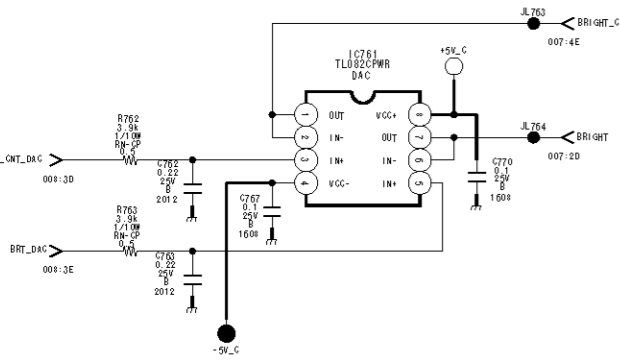 JL763
BRIGHT_C
007:4E
+5V_C
IC761
TL082CPWR
DAC
R762
3.9k
1/10W
RN-CP
0.5
1 OUT
VCC+ 8
2 IN-
OUT 7
3 IN+
IN- 6
4 VCC-
IN+ 5
JL764
BRIGHT
007:2D
_CNT_DAC
008:3D
C762
0.22
25V
B
2012
C770
0.1
25V
B
1608
C767
0.1
25V
B
1608
R763
3.9k
1/10W
RN-CP
0.5
BRT_DAC
008:3E
C763
0.22
25V
B
2012
-5V_C